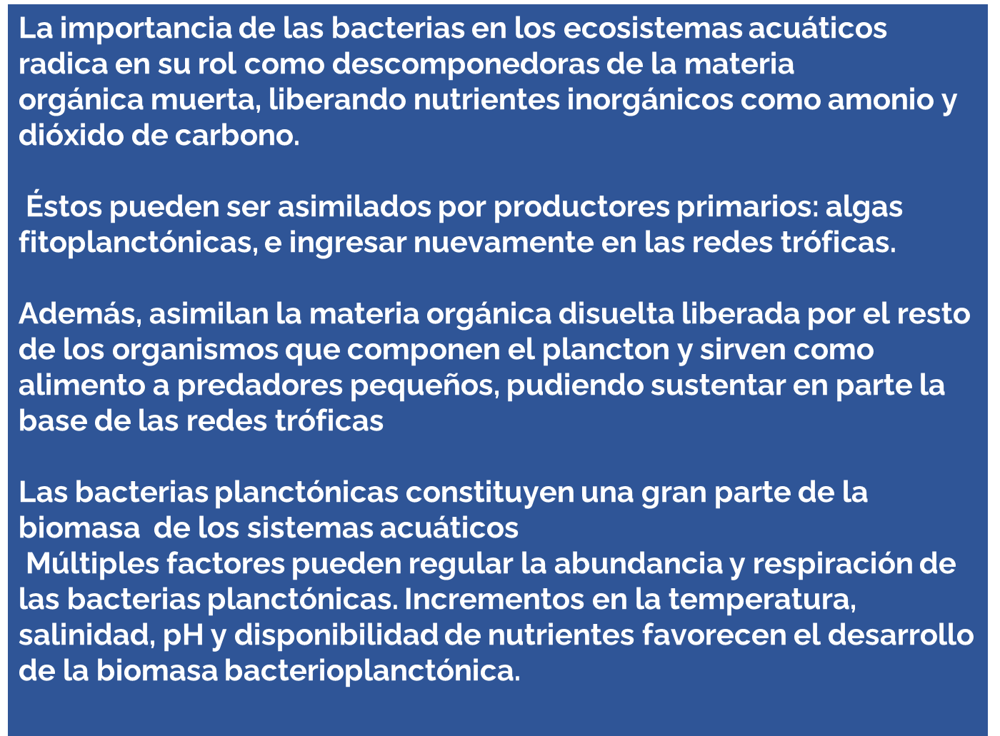 La importancia de las bacterias en los ecosistemas acuáticos
radica en su rol como descomponedoras de la materia
orgánica muerta, liberando nutrientes inorgánicos como amonio y
dióxido de carbono.
Éstos pueden ser asimilados por productores primarios: algas
fitoplanctónicas, e ingresar nuevamente en las redes tróficas.
Además, asimilan la materia orgánica disuelta liberada por el resto
de los organismos que componen el plancton y sirven como
alimento a predadores pequeños, pudiendo sustentar en parte la
base de las redes tróficas
Las bacterias planctónicas constituyen una gran parte de la
biomasa  de los sistemas acuáticos
Múltiples factores pueden regular la abundancia y respiración de
las bacterias planctónicas. Incrementos en la temperatura,
salinidad, pH y disponibilidad de nutrientes favorecen el desarrollo
de la biomasa bacterioplanctónica.